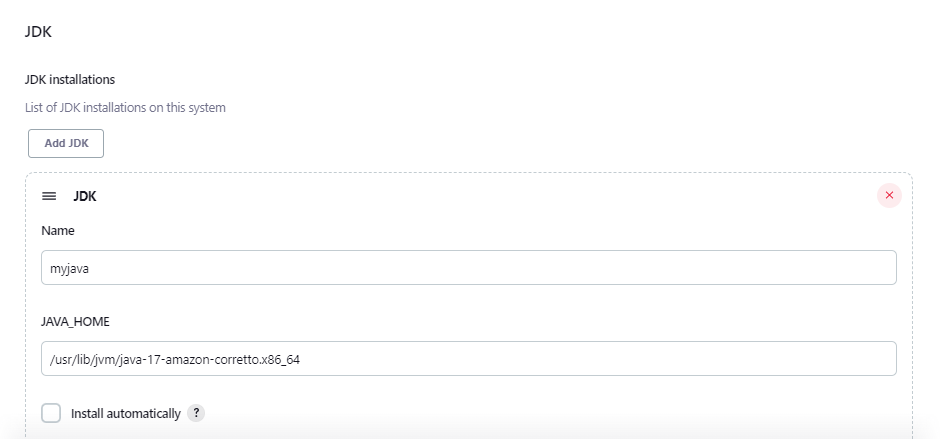 JDK
JDK installations
List of JDK installations on this system
Add JDK
JDK
Name
myjava
JAVA_HOME
/usr/lib/jvm/java-17-amazon-corretto.x86_64
Install automatically ?